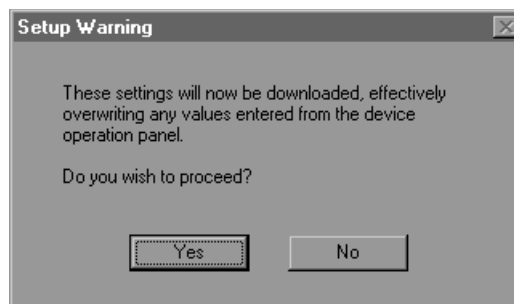 Setup Warning
These settings will now be downloaded, effectively
overwriting any values entered from the device
operation panel.
Do you wish to proceed?
Yes
No